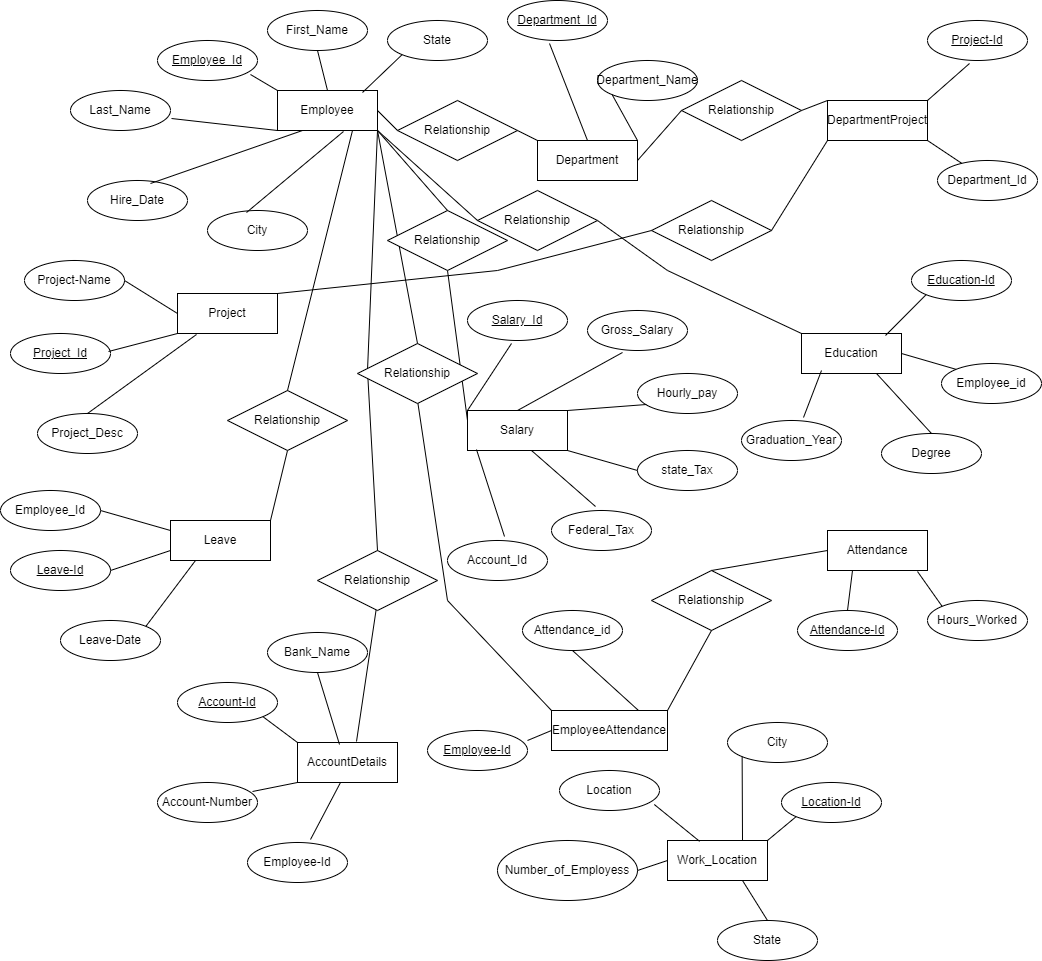 First_Name
Department_Id
State
Project-Id
Employee_Id
Department_Name
Last_Name
Employee
Relationship
Relationship
DepartmentProject
Department
Department_Id
Hire_Date
City
Relationship
Relationship
Relationship
Project-Name
Education-Id
Project
Salary_Id
Gross_Salary
Project_Id
Education
Relationship
Employee_id
Hourly_pay
Relationship
Project_Desc
Salary
Graduation_Year
Degree
state_Tax
Employee_Id
Federal_Tax
Leave
Attendance
Account_Id
Leave-Id
Relationship
Relationship
Hours_Worked
Attendance_id
Attendance-Id
Leave-Date
Bank_Name
Account-Id
EmployeeAttendance
City
Employee-Id
AccountDetails
Location
Account-Number
Location-Id
Employee-Id
Work_Location
Number_of_Employess
State